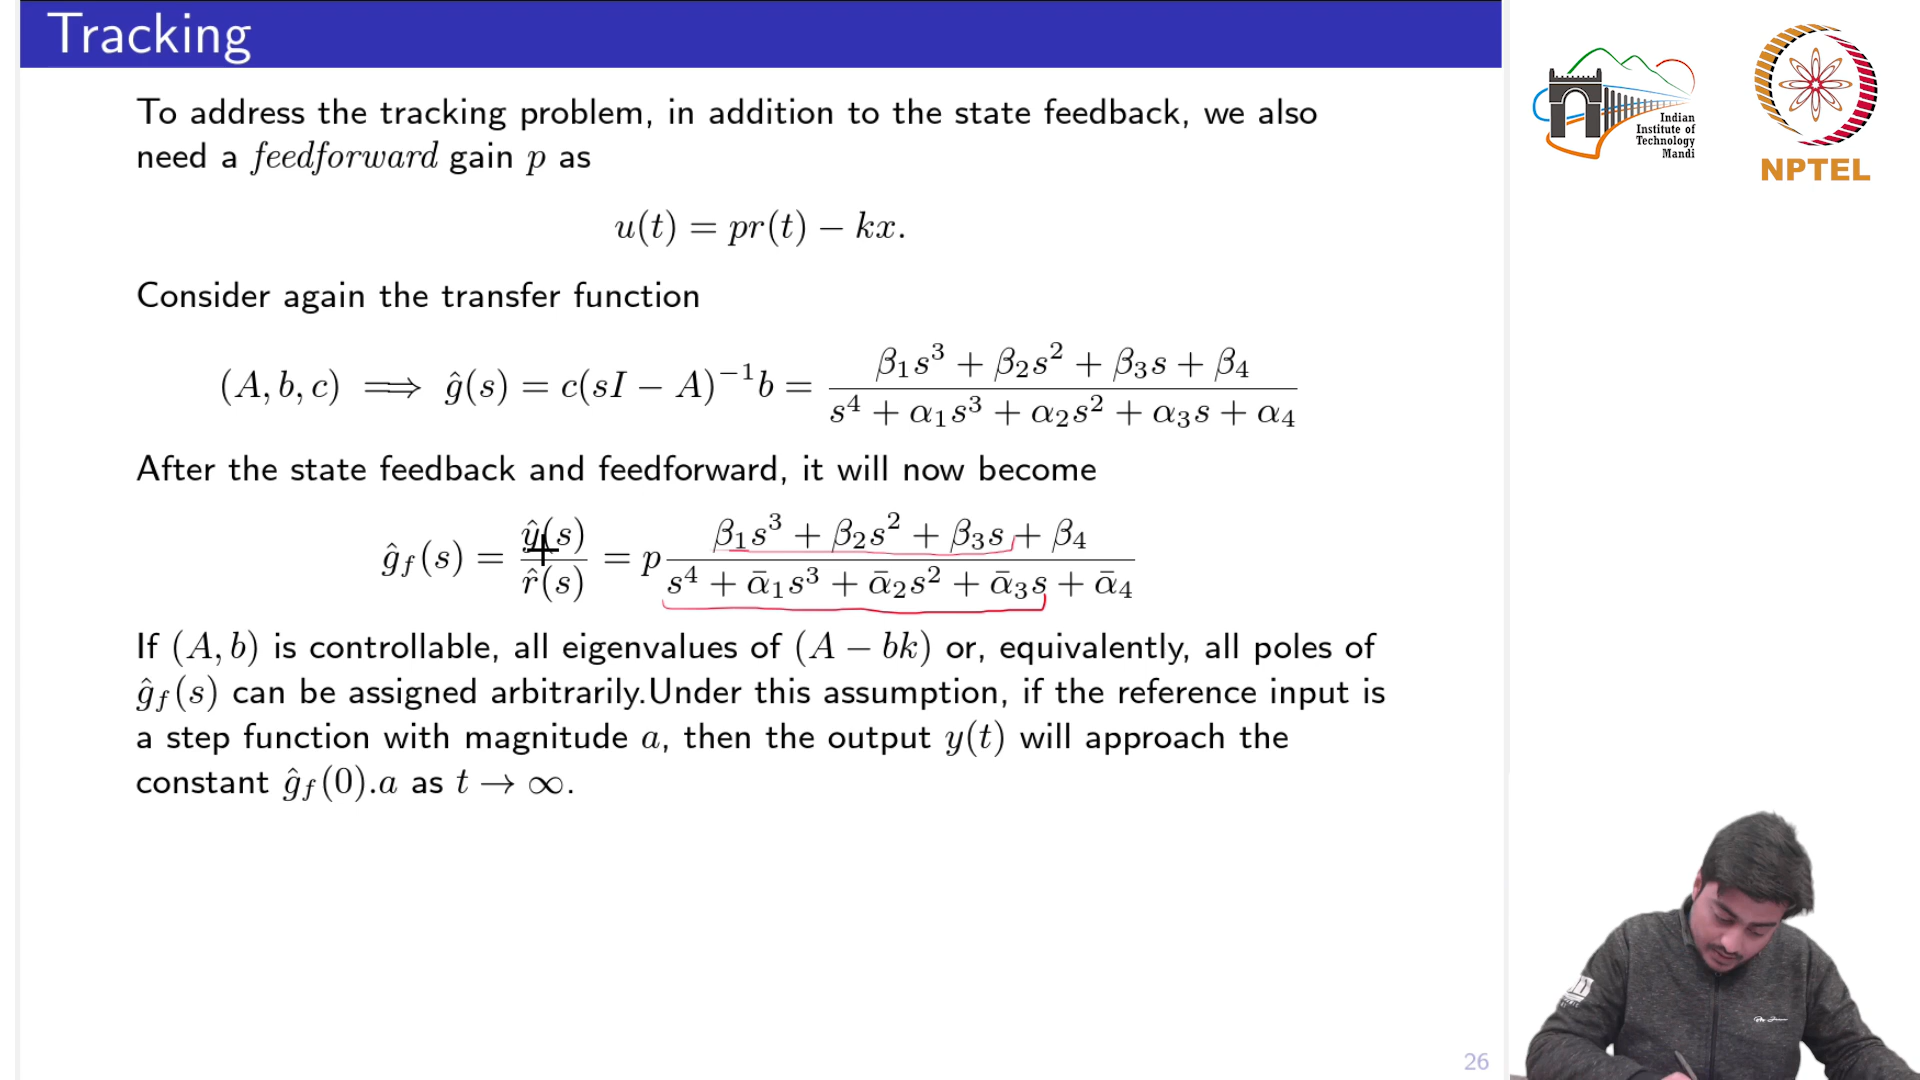 Tracking
To address the tracking problem, in addition to the state feedback, we also
need a feedforward gain p as
u(t) = pr(t) − kx.
Consider again the transfer function
(A, b, c) ⟹ ĝ(s) = c(sI − A)⁻¹b = (β₁s³ + β₂s² + β₃s + β₄) / (s⁴ + α₁s³ + α₂s² + α₃s + α₄)
After the state feedback and feedforward, it will now become
ĝf(s) = ŷ(s)/r̂(s) = p (β₁s³ + β₂s² + β₃s + β₄) / (s⁴ + ᾱ₁s³ + ᾱ₂s² + ᾱ₃s + ᾱ₄)
If (A, b) is controllable, all eigenvalues of (A − bk) or, equivalently, all poles of
ĝf(s) can be assigned arbitrarily.Under this assumption, if the reference input is
a step function with magnitude a, then the output y(t) will approach the
constant ĝf(0).a as t → ∞.
26
Indian
Institute of
Technology
Mandi
NPTEL